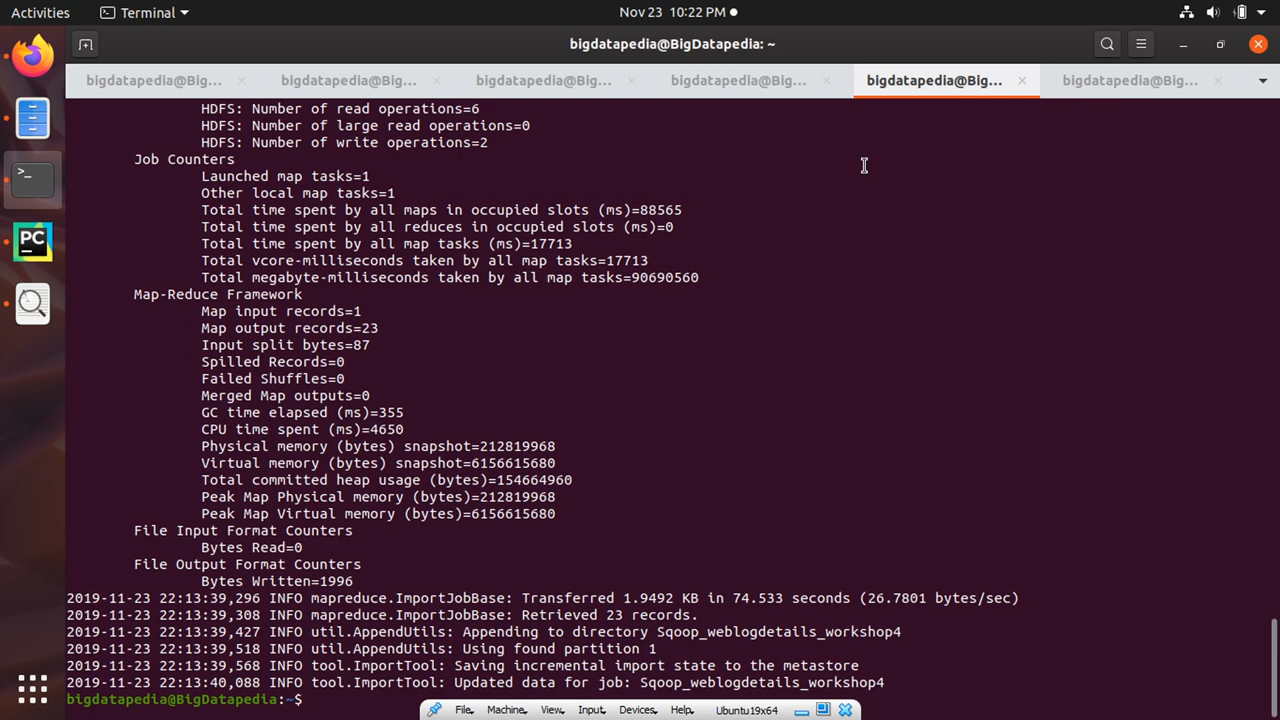 Activities
Terminal
Nov 23 10:22 PM
bigdatapedia@BigDatapedia: ~
bigdatapedia@Big...
bigdatapedia@Big...
bigdatapedia@Big...
bigdatapedia@Big...
bigdatapedia@Big...
bigdatapedia@Big...
HDFS: Number of read operations=6
HDFS: Number of large read operations=0
HDFS: Number of write operations=2
Job Counters
Launched map tasks=1
Other local map tasks=1
Total time spent by all maps in occupied slots (ms)=88565
Total time spent by all reduces in occupied slots (ms)=0
Total time spent by all map tasks (ms)=17713
Total vcore-milliseconds taken by all map tasks=17713
Total megabyte-milliseconds taken by all map tasks=90690560
Map-Reduce Framework
Map input records=1
Map output records=23
Input split bytes=87
Spilled Records=0
Failed Shuffles=0
Merged Map outputs=0
GC time elapsed (ms)=355
CPU time spent (ms)=4650
Physical memory (bytes) snapshot=212819968
Virtual memory (bytes) snapshot=6156615680
Total committed heap usage (bytes)=154664960
Peak Map Physical memory (bytes)=212819968
Peak Map Virtual memory (bytes)=6156615680
File Input Format Counters
Bytes Read=0
File Output Format Counters
Bytes Written=1996
2019-11-23 22:13:39,296 INFO mapreduce.ImportJobBase: Transferred 1.9492 KB in 74.533 seconds (26.7801 bytes/sec)
2019-11-23 22:13:39,308 INFO mapreduce.ImportJobBase: Retrieved 23 records.
2019-11-23 22:13:39,427 INFO util.AppendUtils: Appending to directory Sqoop_weblogdetails_workshop4
2019-11-23 22:13:39,518 INFO util.AppendUtils: Using found partition 1
2019-11-23 22:13:39,568 INFO tool.ImportTool: Saving incremental import state to the metastore
2019-11-23 22:13:40,088 INFO tool.ImportTool: Updated data for job: Sqoop_weblogdetails_workshop4
bigdatapedia@BigDatapedia:~$
File Machine View Input Devices Help Ubuntu19x64
PC
>_